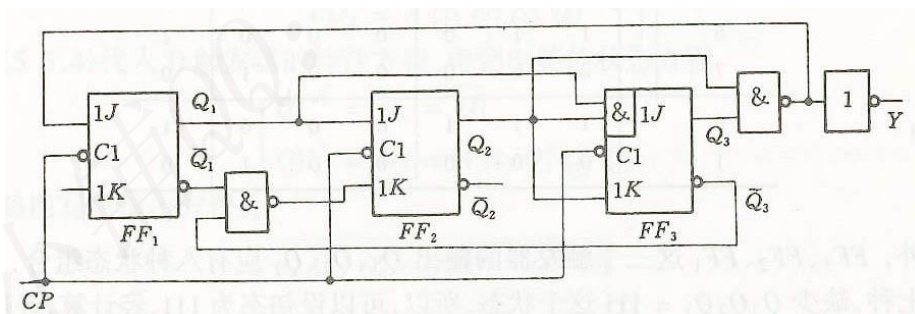 &
1
Y
1J
Q₁
C1
Q̄₁
1K
FF₁
&
1J
Q₂
C1
1K
Q̄₂
FF₂
&
1J
Q₃
C1
1K
Q̄₃
FF₃
CP